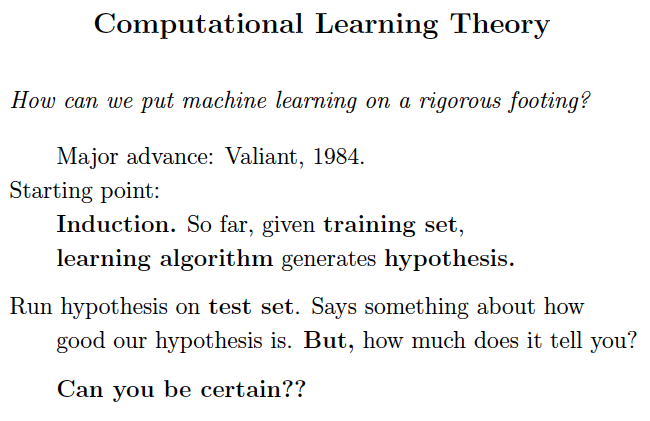 Computational Learning Theory
How can we put machine learning on a rigorous footing?
Major advance: Valiant, 1984.
Starting point:
Induction. So far, given training set,
learning algorithm generates hypothesis.
Run hypothesis on test set. Says something about how
good our hypothesis is. But, how much does it tell you?
Can you be certain??